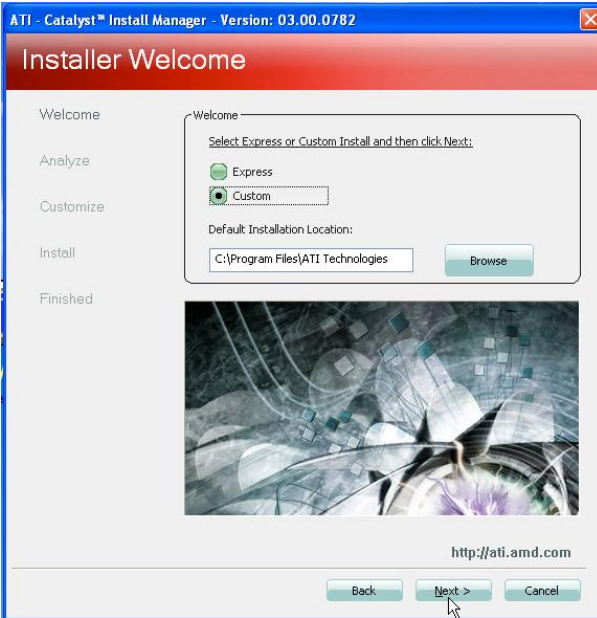 ATI - Catalyst™ Install Manager - Version: 03.00.0782
Installer Welcome
Welcome
Analyze
Customize
Install
Finished
Welcome
Select Express or Custom Install and then click Next:
Express
Custom
Default Installation Location:
C:\Program Files\ATI Technologies
Browse
http://ati.amd.com
Back
Next >
Cancel